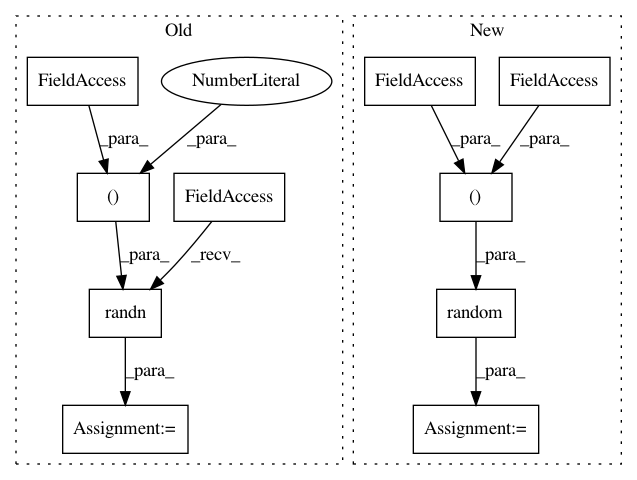 Old
New
FieldAccess
NumberLiteral
FieldAccess
FieldAccess
_para_
_para_
_para_
_para_
()
FieldAccess
()
_para_
_recv_
_para_
randn
random
_para_
_para_
Assignment:=
Assignment:=